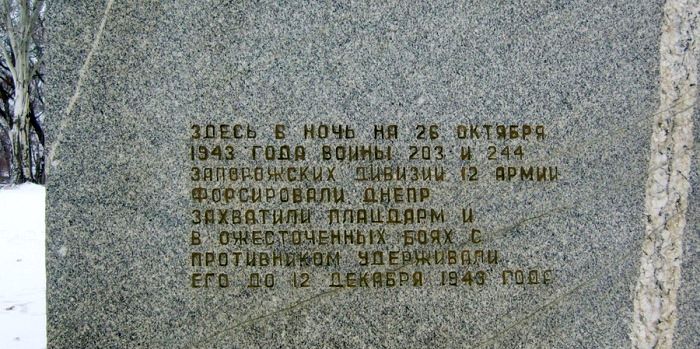 ЗДЕСЬ В НОЧЬ НА 26 ОКТЯБРЯ
1943 ГОДА ВОИНЫ 203 И 244
ЗАПОРОЖСКИХ ДИВИЗИИ 12 АРМИИ
ФОРСИРОВАЛИ ДНЕПР
ЗАХВАТИЛИ ПЛАЦДАРМ И
В ОЖЕСТОЧЕННЫХ БОЯХ С
ПРОТИВНИКОМ УДЕРЖИВАЛИ
ЕГО ДО 12 ДЕКАБРЯ 1943 ГОДА